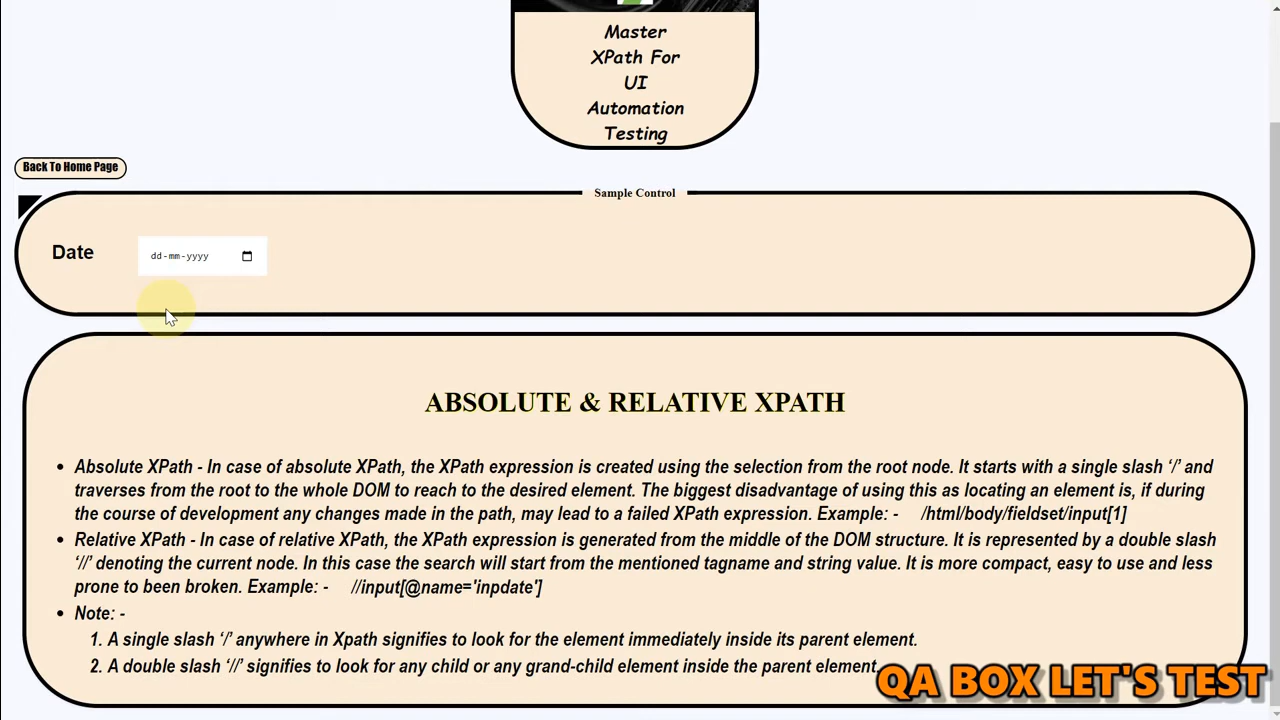 Master
XPath For
UI
Automation
Testing
Back To Home Page
Sample Control
Date
dd-mm-yyyy
ABSOLUTE & RELATIVE XPATH
• Absolute XPath - In case of absolute XPath, the XPath expression is created using the selection from the root node. It starts with a single slash ‘/’ and
traverses from the root to the whole DOM to reach to the desired element. The biggest disadvantage of using this as locating an element is, if during
the course of development any changes made in the path, may lead to a failed XPath expression. Example: - /html/body/fieldset/input[1]
• Relative XPath - In case of relative XPath, the XPath expression is generated from the middle of the DOM structure. It is represented by a double slash
‘//’ denoting the current node. In this case the search will start from the mentioned tagname and string value. It is more compact, easy to use and less
prone to been broken. Example: - //input[@name='inpdate']
• Note: -
1. A single slash ‘/’ anywhere in Xpath signifies to look for the element immediately inside its parent element.
2. A double slash ‘//’ signifies to look for any child or any grand-child element inside the parent element.
QA BOX LET'S TEST